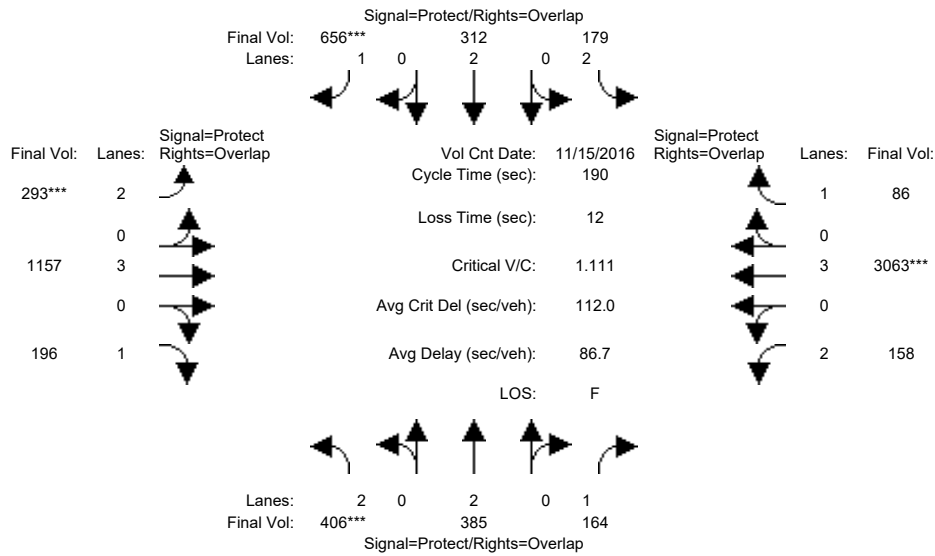 Signal=Protect/Rights=Overlap
Final Vol: 656*** 312 179
Lanes: 1 0 2 0 2
Signal=Protect Signal=Protect
Final Vol: Lanes: Rights=Overlap Vol Cnt Date: 11/15/2016 Rights=Overlap Lanes: Final Vol:
Cycle Time (sec): 190
293*** 2 1 86
Loss Time (sec): 12
0 0
1157 3 Critical V/C: 1.111 3 3063***
0 Avg Crit Del (sec/veh): 112.0 0
196 1 Avg Delay (sec/veh): 86.7 2 158
LOS: F
Lanes: 2 0 2 0 1
Final Vol: 406*** 385 164
Signal=Protect/Rights=Overlap